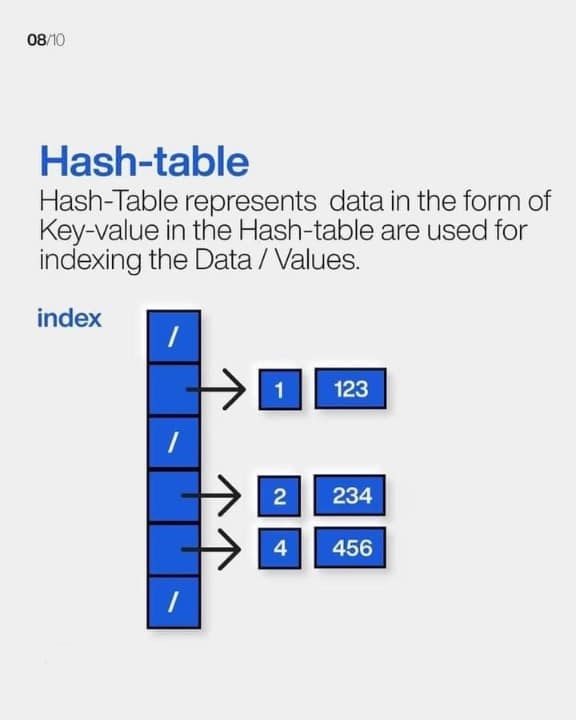 08/10
Hash-table
Hash-Table represents data in the form of
Key-value in the Hash-table are used for
indexing the Data / Values.
index
/
1 123
/
2 234
4 456
/